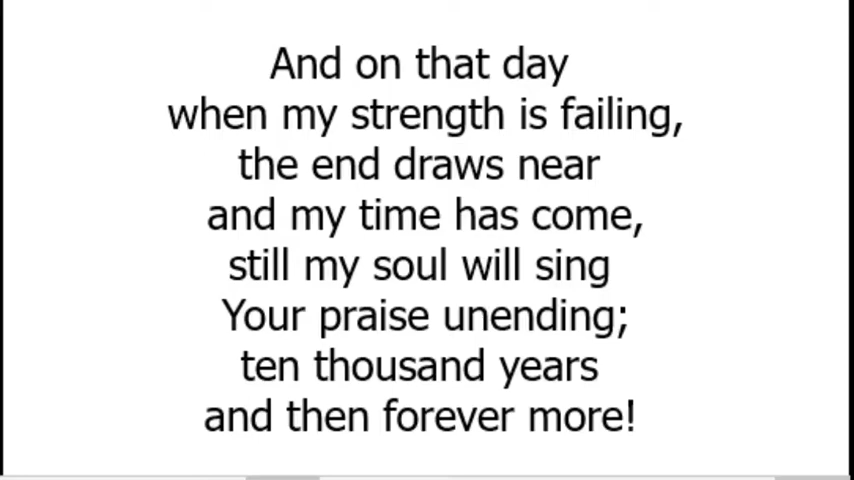 And on that day
when my strength is failing,
the end draws near
and my time has come,
still my soul will sing
Your praise unending;
ten thousand years
and then forever more!